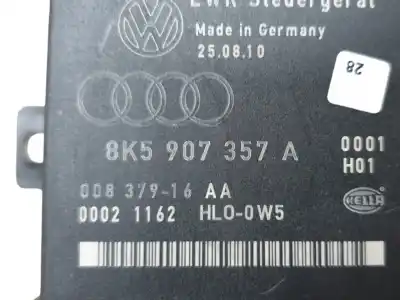 LWR Steuergerät
Made in Germany
25.08.10
28
8K5 907 357 A
0001
H01
008 379-16 AA
0002 1162 HLO-0W5
HELLA